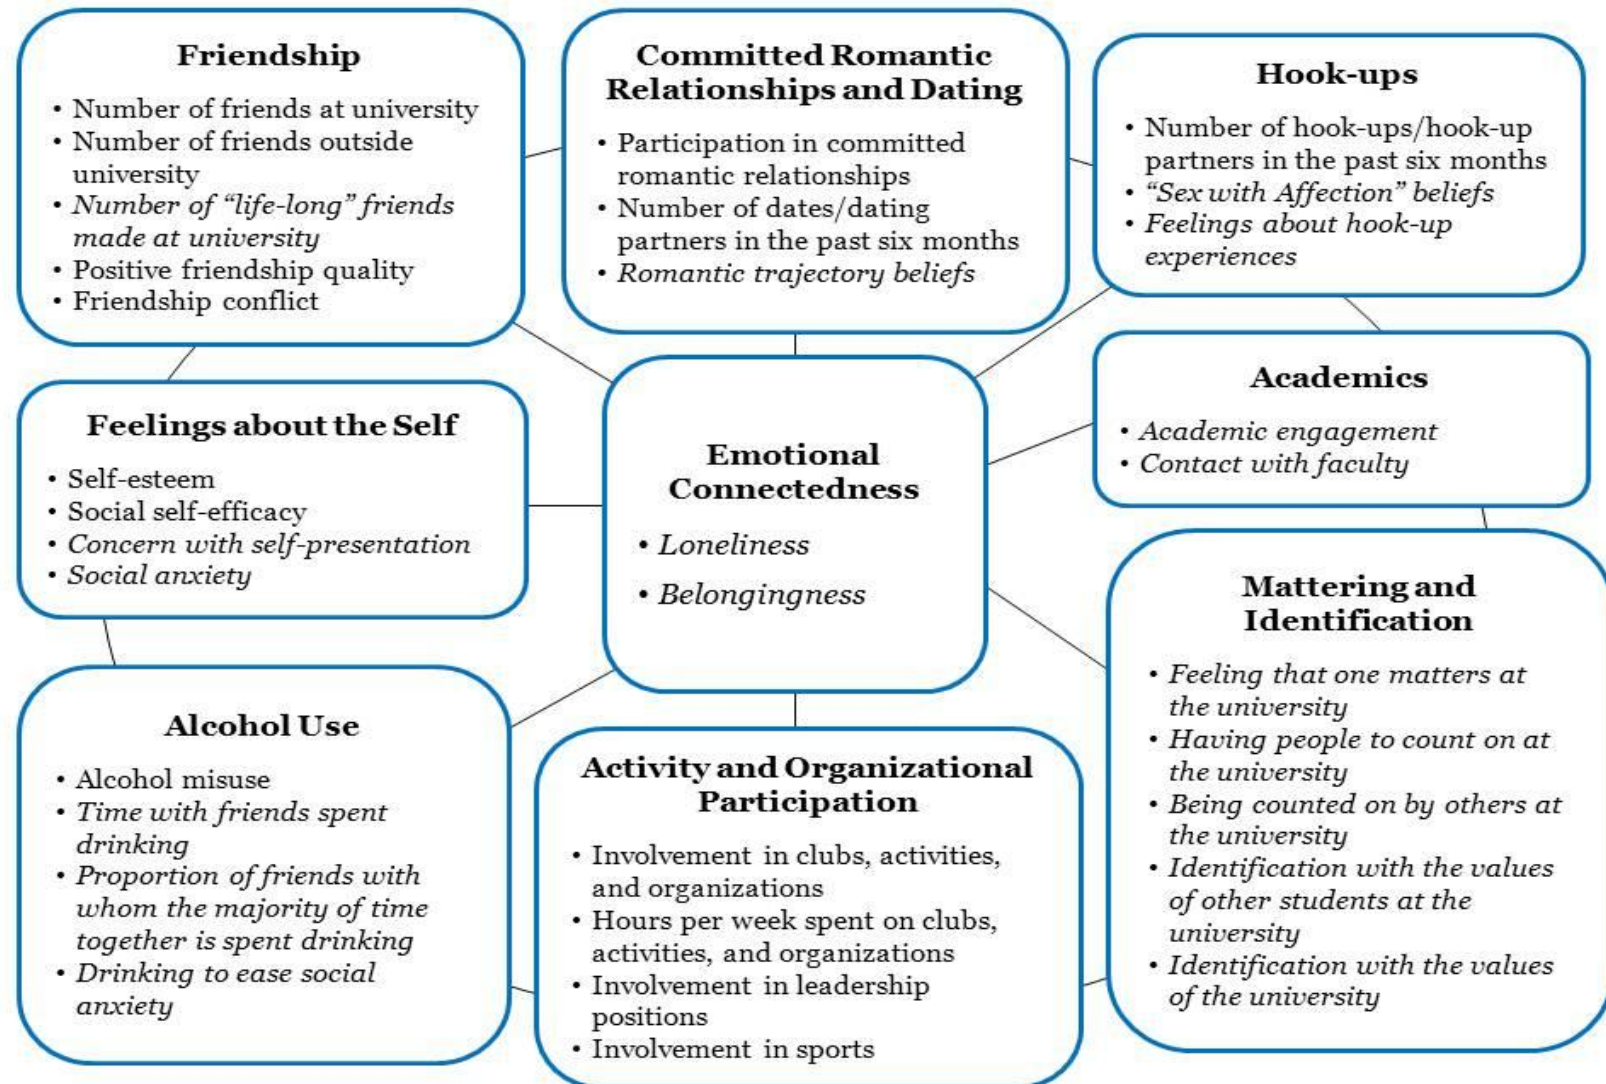 Friendship
• Number of friends at university
• Number of friends outside
university
• Number of “life-long” friends
made at university
• Positive friendship quality
• Friendship conflict
Committed Romantic
Relationships and Dating
• Participation in committed
romantic relationships
• Number of dates/dating
partners in the past six months
• Romantic trajectory beliefs
Hook-ups
• Number of hook-ups/hook-up
partners in the past six months
• “Sex with Affection” beliefs
• Feelings about hook-up
experiences
Feelings about the Self
• Self-esteem
• Social self-efficacy
• Concern with self-presentation
• Social anxiety
Emotional
Connectedness
• Loneliness
• Belongingness
Academics
• Academic engagement
• Contact with faculty
Alcohol Use
• Alcohol misuse
• Time with friends spent
drinking
• Proportion of friends with
whom the majority of time
together is spent drinking
• Drinking to ease social
anxiety
Activity and Organizational
Participation
• Involvement in clubs, activities,
and organizations
• Hours per week spent on clubs,
activities, and organizations
• Involvement in leadership
positions
• Involvement in sports
Mattering and
Identification
• Feeling that one matters at
the university
• Having people to count on at
the university
• Being counted on by others at
the university
• Identification with the values
of other students at the
university
• Identification with the values
of the university